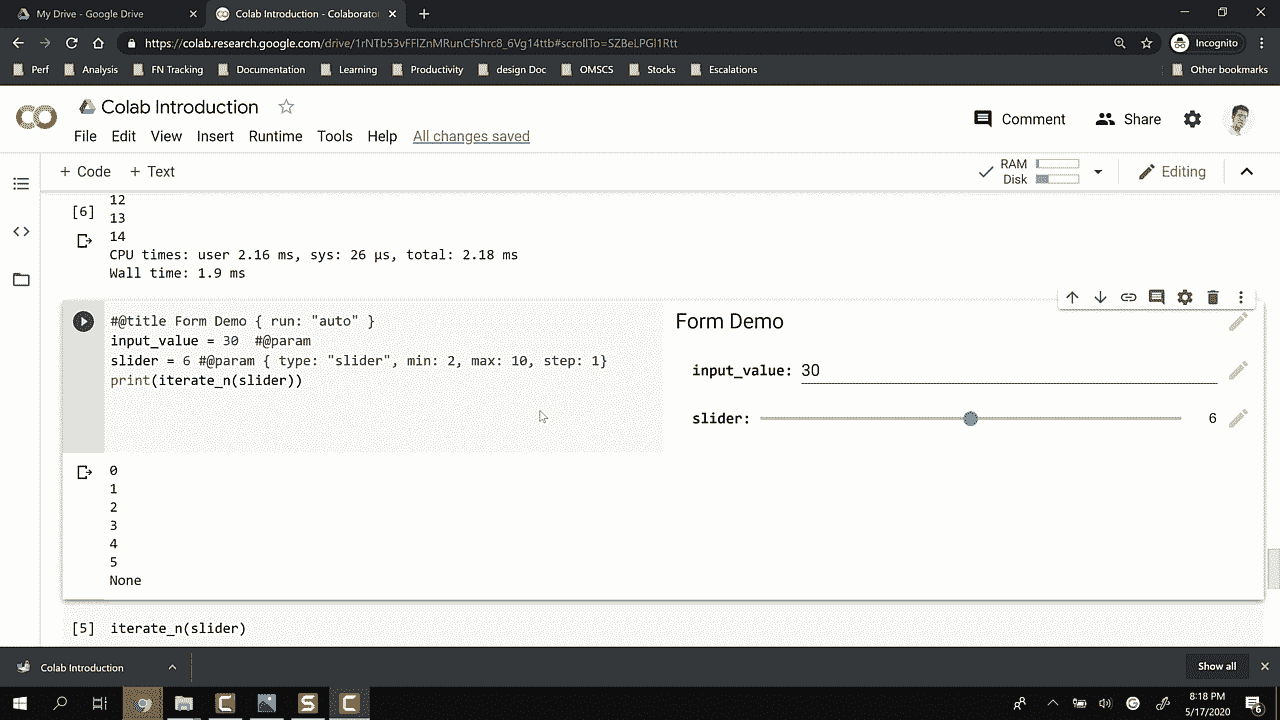 My Drive - Google Drive
Colab Introduction - Colaborato
https://colab.research.google.com/drive/1rNTb53vFFlZnMRunCfShrc8_6Vg14ttb#scrollTo=SZBeLPGl1Rtt
Incognito
Perf Analysis FN Tracking Documentation Learning Productivity design Doc OMSCS Stocks Escalations Other bookmarks
CO Colab Introduction
Comment Share
File Edit View Insert Runtime Tools Help All changes saved
+ Code + Text
RAM
Disk
Editing
12
[6] 13
14
CPU times: user 2.16 ms, sys: 26 µs, total: 2.18 ms
Wall time: 1.9 ms
#@title Form Demo { run: "auto" }
input_value = 30 #@param
slider = 6 #@param { type: "slider", min: 2, max: 10, step: 1}
print(iterate_n(slider))
Form Demo
input_value: 30
slider: 6
0
1
2
3
4
5
None
[5] iterate_n(slider)
Colab Introduction
Show all
8:18 PM
5/17/2020